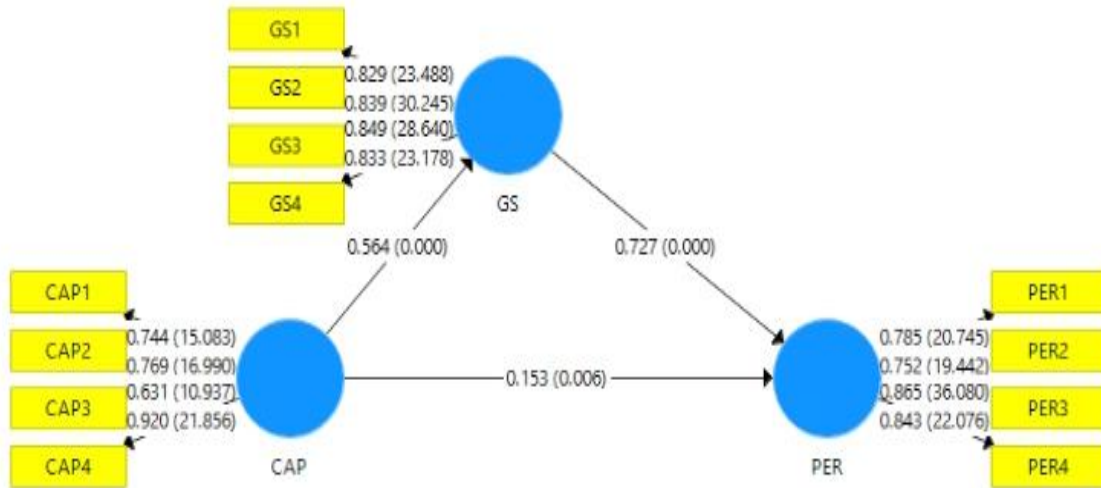 GS1
GS2
GS3
GS4
0.829 (23.488)
0.839 (30.245)
0.849 (28.640)
0.833 (23.178)
GS
0.564 (0.000)
0.727 (0.000)
CAP1
CAP2
CAP3
CAP4
0.744 (15.083)
0.769 (16.990)
0.631 (10.937)
0.920 (21.856)
CAP
0.153 (0.006)
PER
0.785 (20.745)
0.752 (19.442)
0.865 (36.080)
0.843 (22.076)
PER1
PER2
PER3
PER4